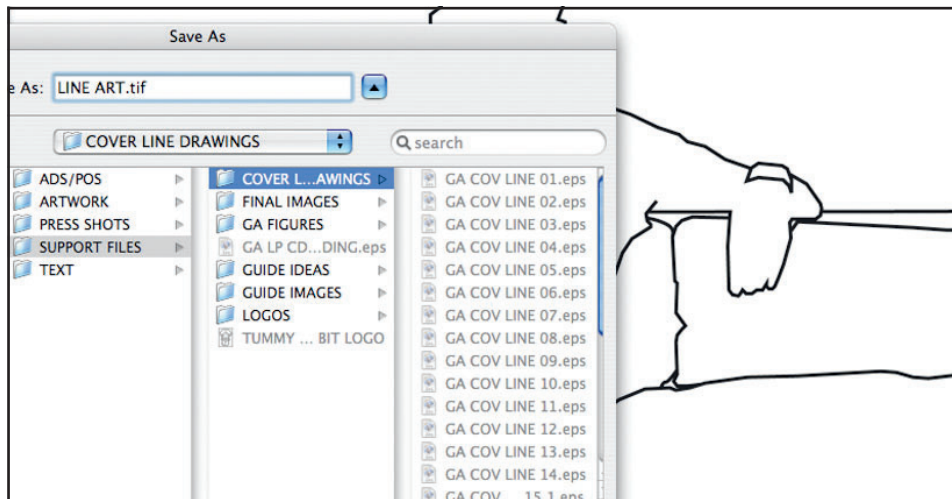 Save As
e As: LINE ART.tif
COVER LINE DRAWINGS
search
ADS/POS
ARTWORK
PRESS SHOTS
SUPPORT FILES
TEXT
COVER L...AWINGS
FINAL IMAGES
GA FIGURES
GA LP CD...DING.eps
GUIDE IDEAS
GUIDE IMAGES
LOGOS
TUMMY ... BIT LOGO
GA COV LINE 01.eps
GA COV LINE 02.eps
GA COV LINE 03.eps
GA COV LINE 04.eps
GA COV LINE 05.eps
GA COV LINE 06.eps
GA COV LINE 07.eps
GA COV LINE 08.eps
GA COV LINE 09.eps
GA COV LINE 10.eps
GA COV LINE 11.eps
GA COV LINE 12.eps
GA COV LINE 13.eps
GA COV LINE 14.eps
GA COV ... 15.1.eps